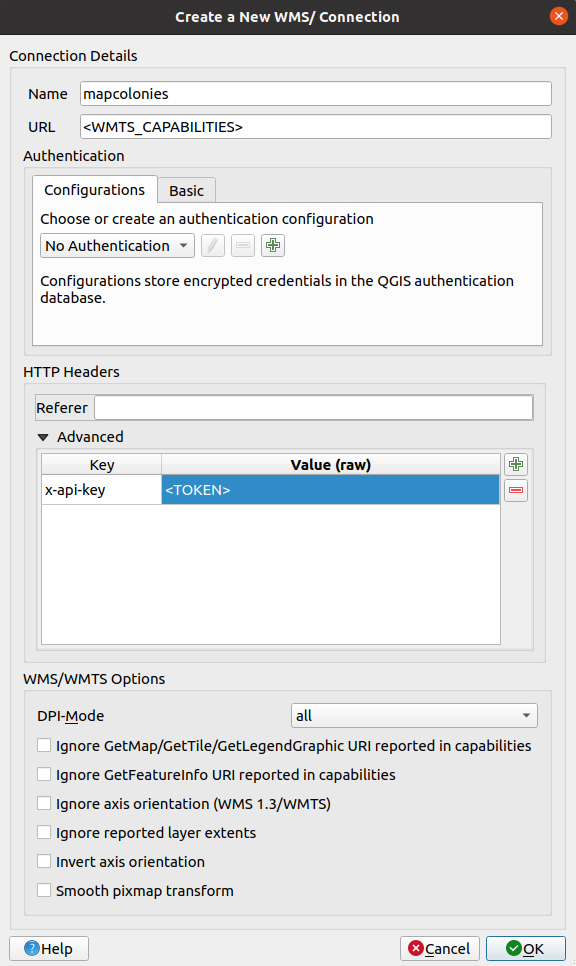 Create a New WMS/ Connection
Connection Details
Name mapcolonies
URL <WMTS_CAPABILITIES>
Authentication
Configurations Basic
Choose or create an authentication configuration
No Authentication
Configurations store encrypted credentials in the QGIS authentication
database.
HTTP Headers
Referer
Advanced
Key Value (raw)
x-api-key <TOKEN>
WMS/WMTS Options
DPI-Mode all
Ignore GetMap/GetTile/GetLegendGraphic URI reported in capabilities
Ignore GetFeatureInfo URI reported in capabilities
Ignore axis orientation (WMS 1.3/WMTS)
Ignore reported layer extents
Invert axis orientation
Smooth pixmap transform
Help Cancel OK